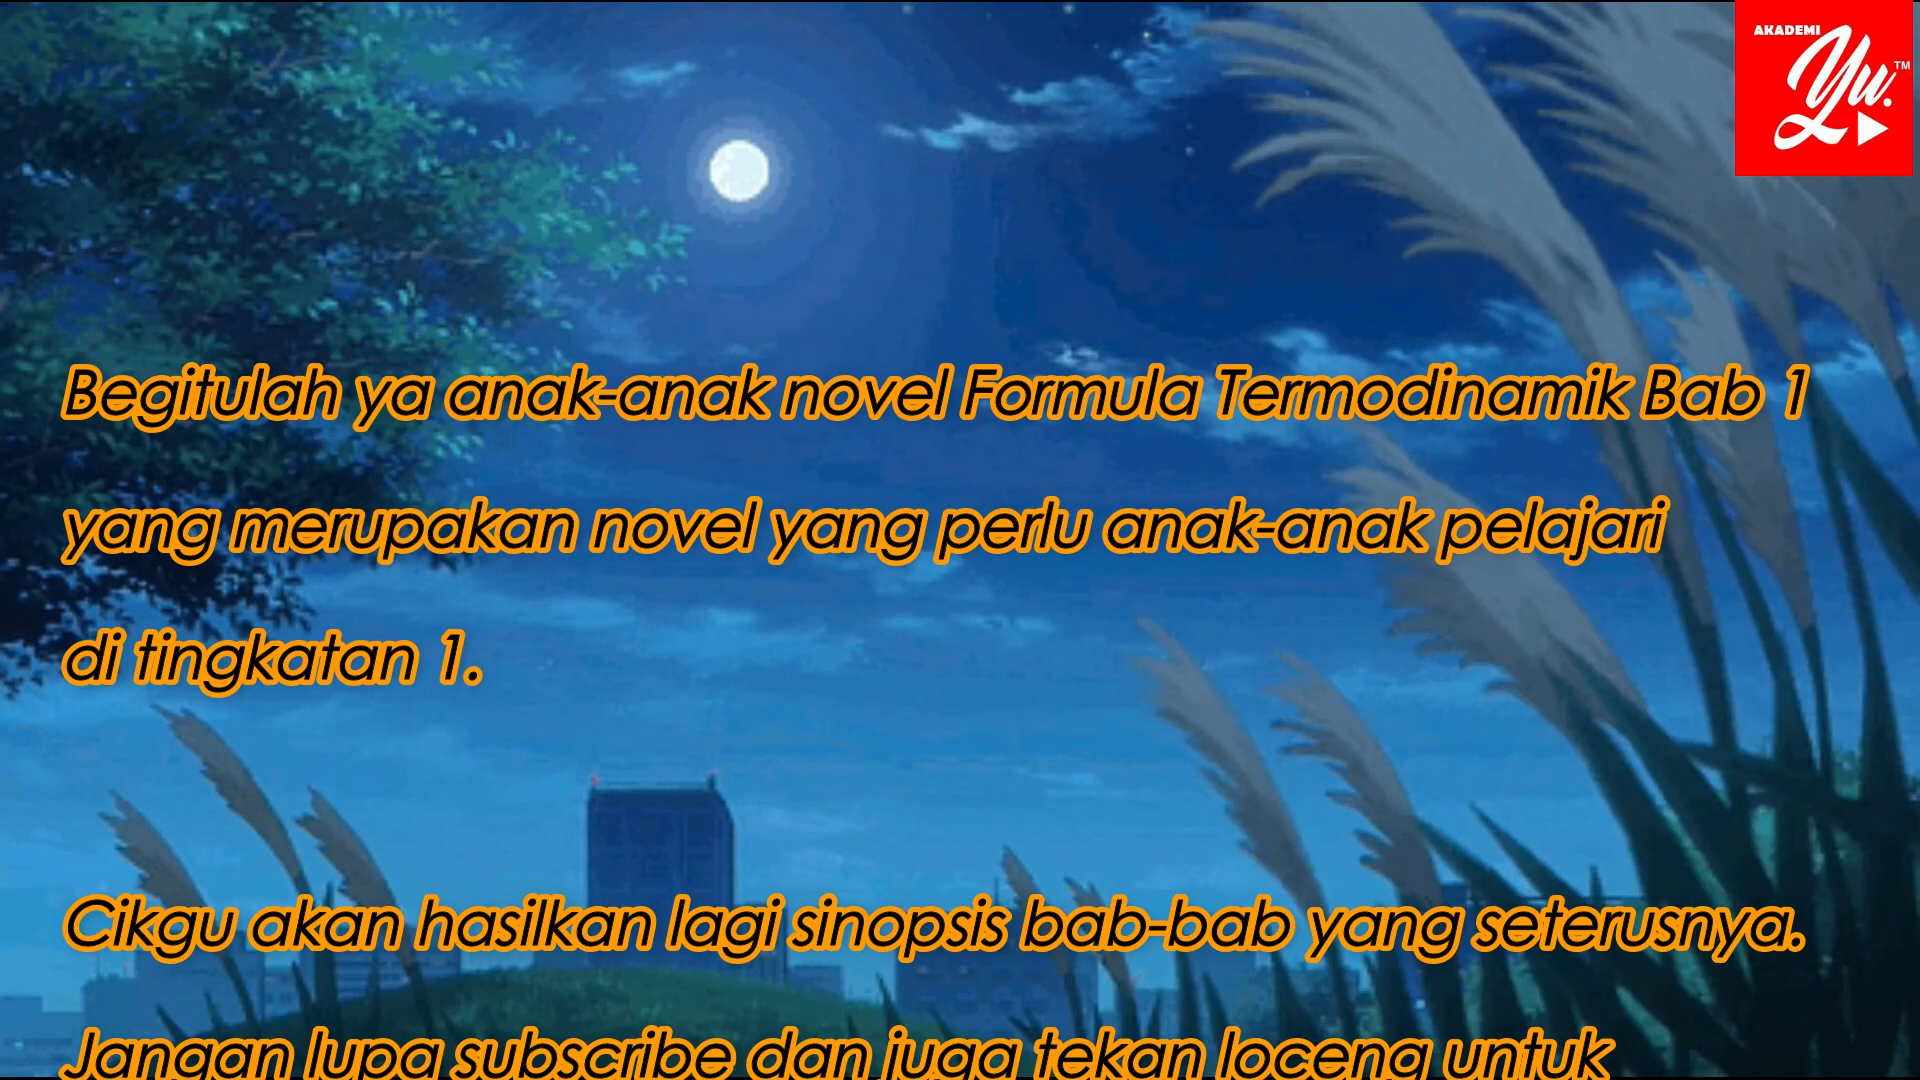 AKADEMI
Yu.
TM
Begitulah ya anak-anak novel Formula Termodinamik Bab 1
yang merupakan novel yang perlu anak-anak pelajari
di tingkatan 1.
Cikgu akan hasilkan lagi sinopsis bab-bab yang seterusnya.
Jangan lupa subscribe dan juga tekan loceng untuk